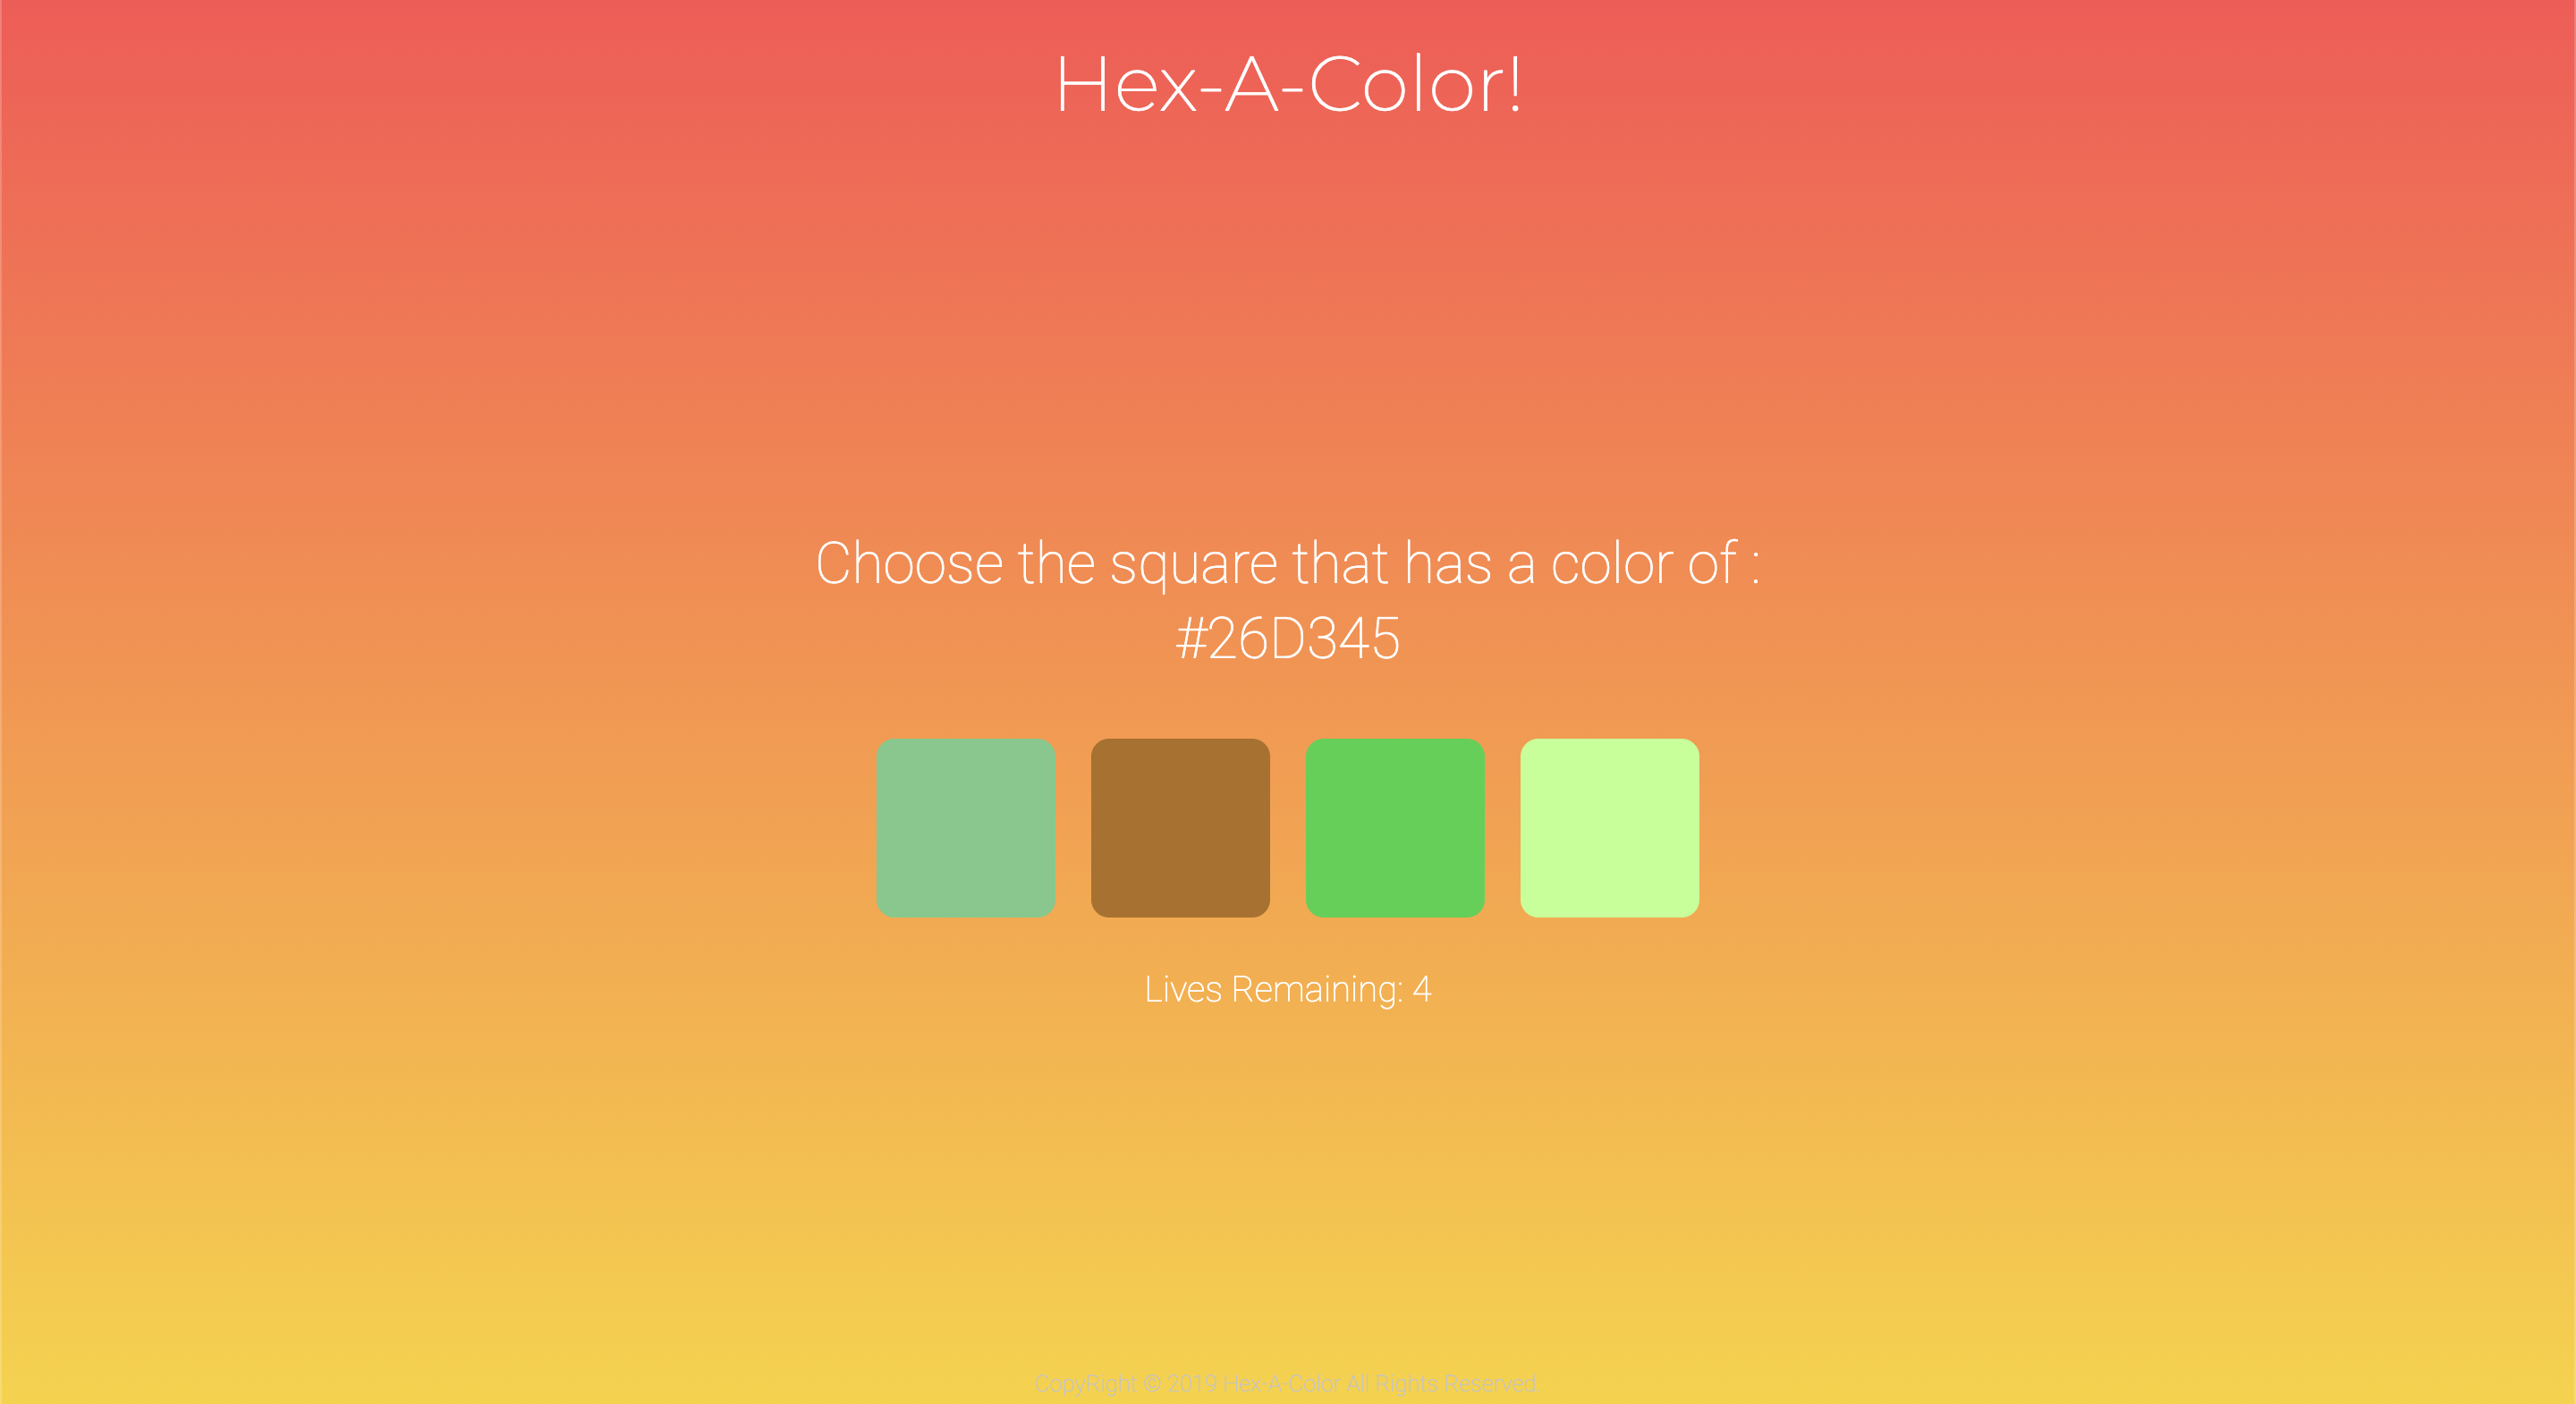 Hex-A-Color!
Choose the square that has a color of :
#26D345
Lives Remaining: 4
CopyRight © 2019 Hex-A-Color All Rights Reserved.